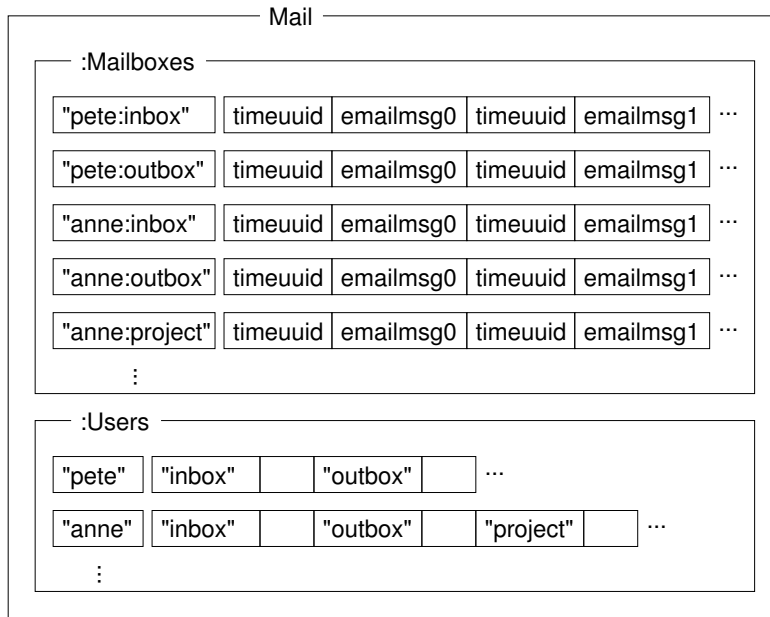 Mail
:Mailboxes
"pete:inbox" timeuuid emailmsg0 timeuuid emailmsg1 ...
"pete:outbox" timeuuid emailmsg0 timeuuid emailmsg1 ...
"anne:inbox" timeuuid emailmsg0 timeuuid emailmsg1 ...
"anne:outbox" timeuuid emailmsg0 timeuuid emailmsg1 ...
"anne:project" timeuuid emailmsg0 timeuuid emailmsg1 ...
⋮
:Users
"pete" "inbox" "outbox" ...
"anne" "inbox" "outbox" "project" ...
⋮